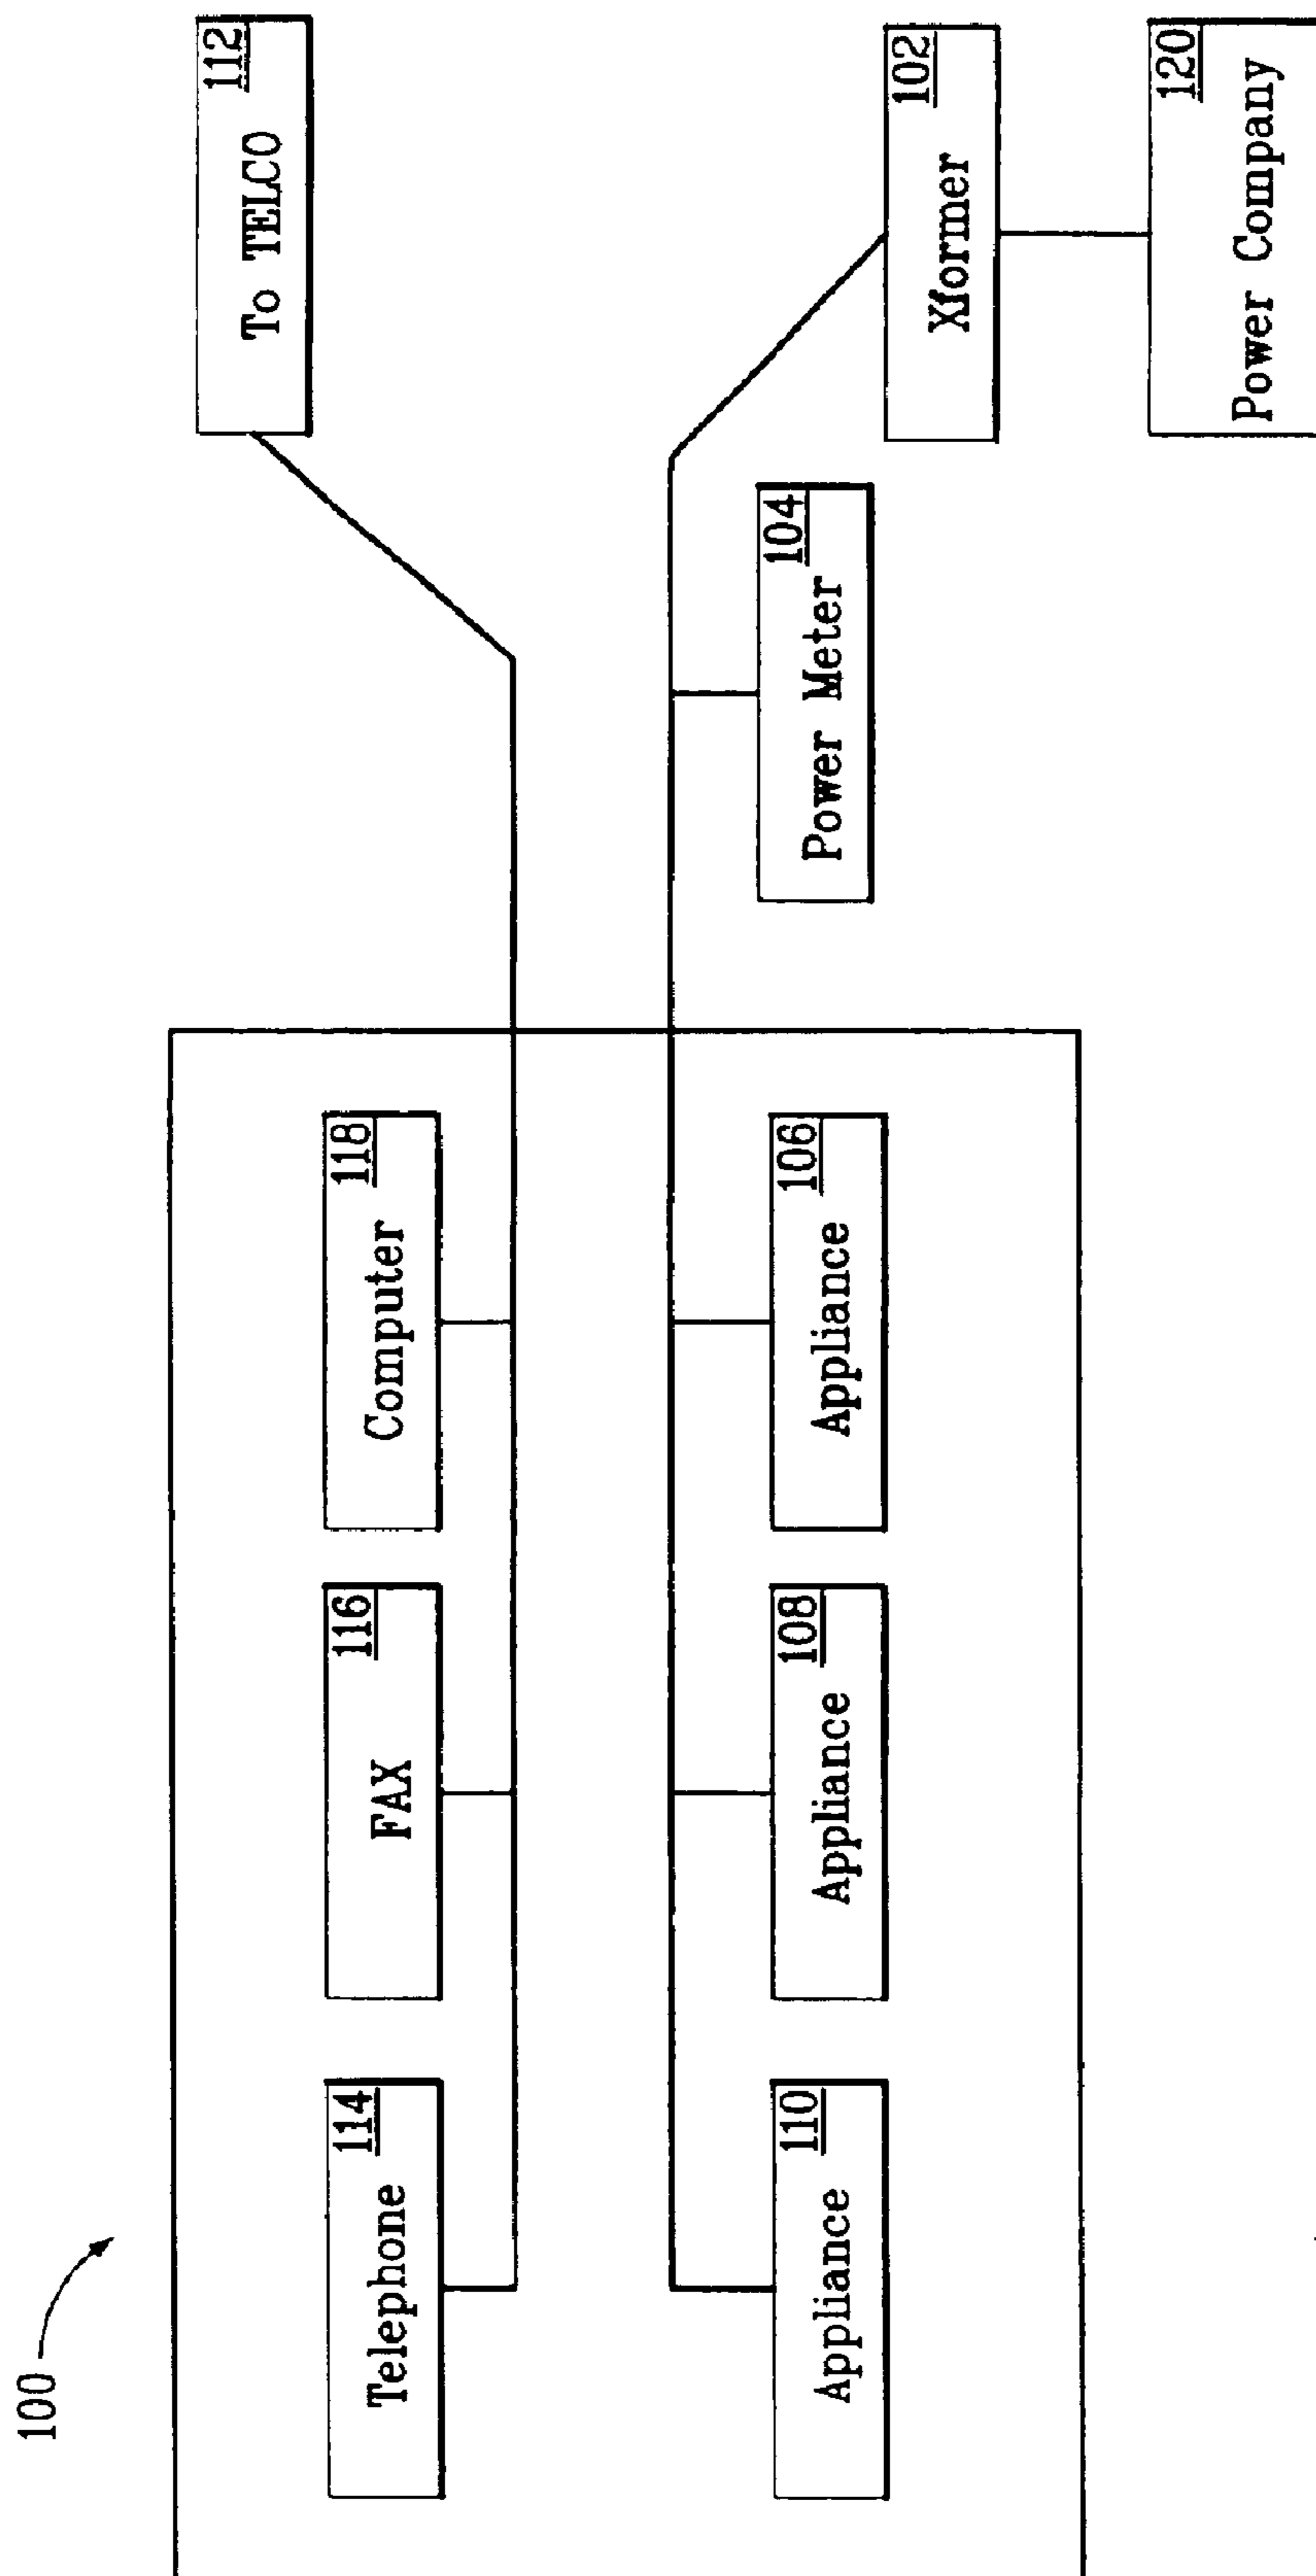 100
Telephone
114
FAX
116
Computer
118
To TELCO
112
Appliance
110
Appliance
108
Appliance
106
Power Meter
104
Xformer
102
Power Company
120